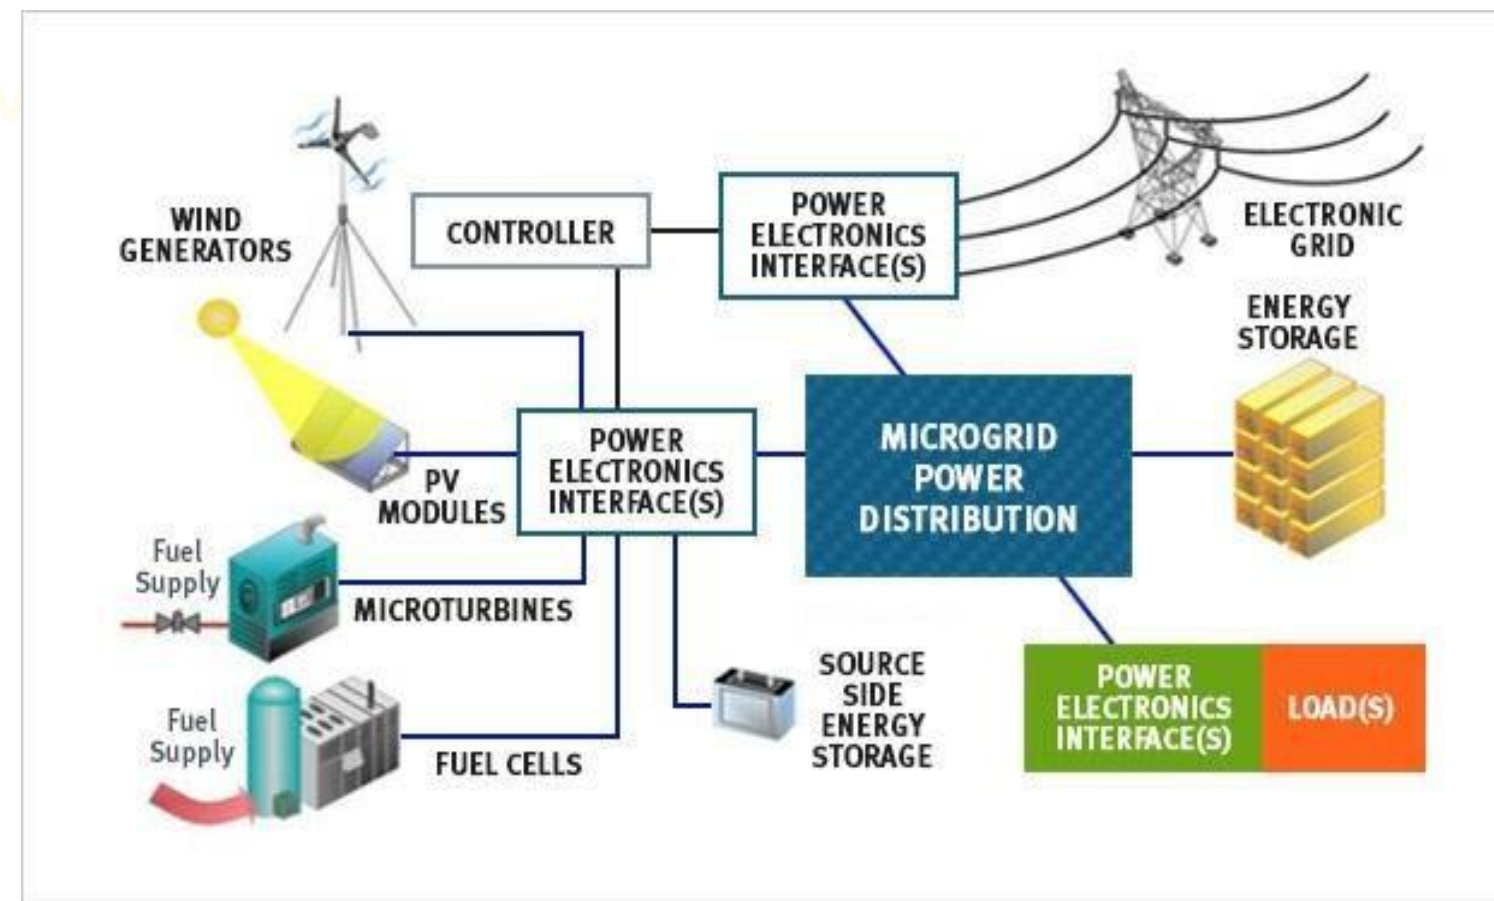 WIND
GENERATORS
CONTROLLER
POWER
ELECTRONICS
INTERFACE(S)
ELECTRONIC
GRID
ENERGY
STORAGE
PV
MODULES
POWER
ELECTRONICS
INTERFACE(S)
MICROGRID
POWER
DISTRIBUTION
Fuel
Supply
MICROTURBINES
Fuel
Supply
FUEL CELLS
SOURCE
SIDE
ENERGY
STORAGE
POWER
ELECTRONICS
INTERFACE(S)
LOAD(S)